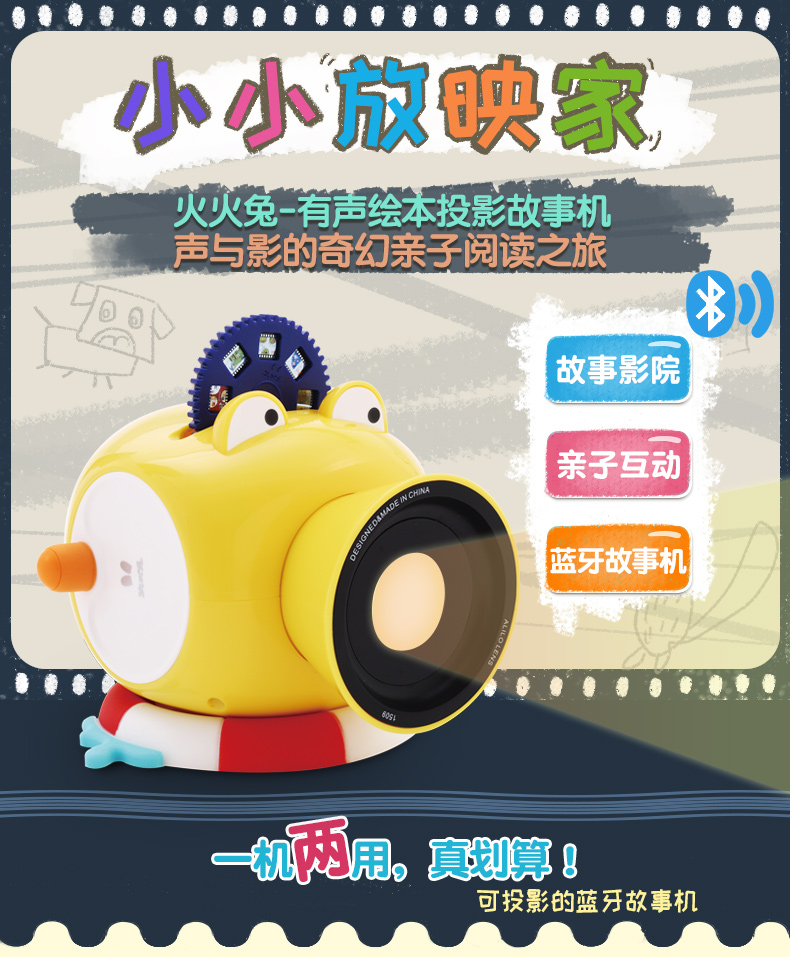 小小放映家
火火兔-有声绘本投影故事机
声与影的奇幻亲子阅读之旅
故事影院
亲子互动
蓝牙故事机
DESIGNED&MADE IN CHINA
ALILO LENS
1509
一机两用，真划算！
可投影的蓝牙故事机